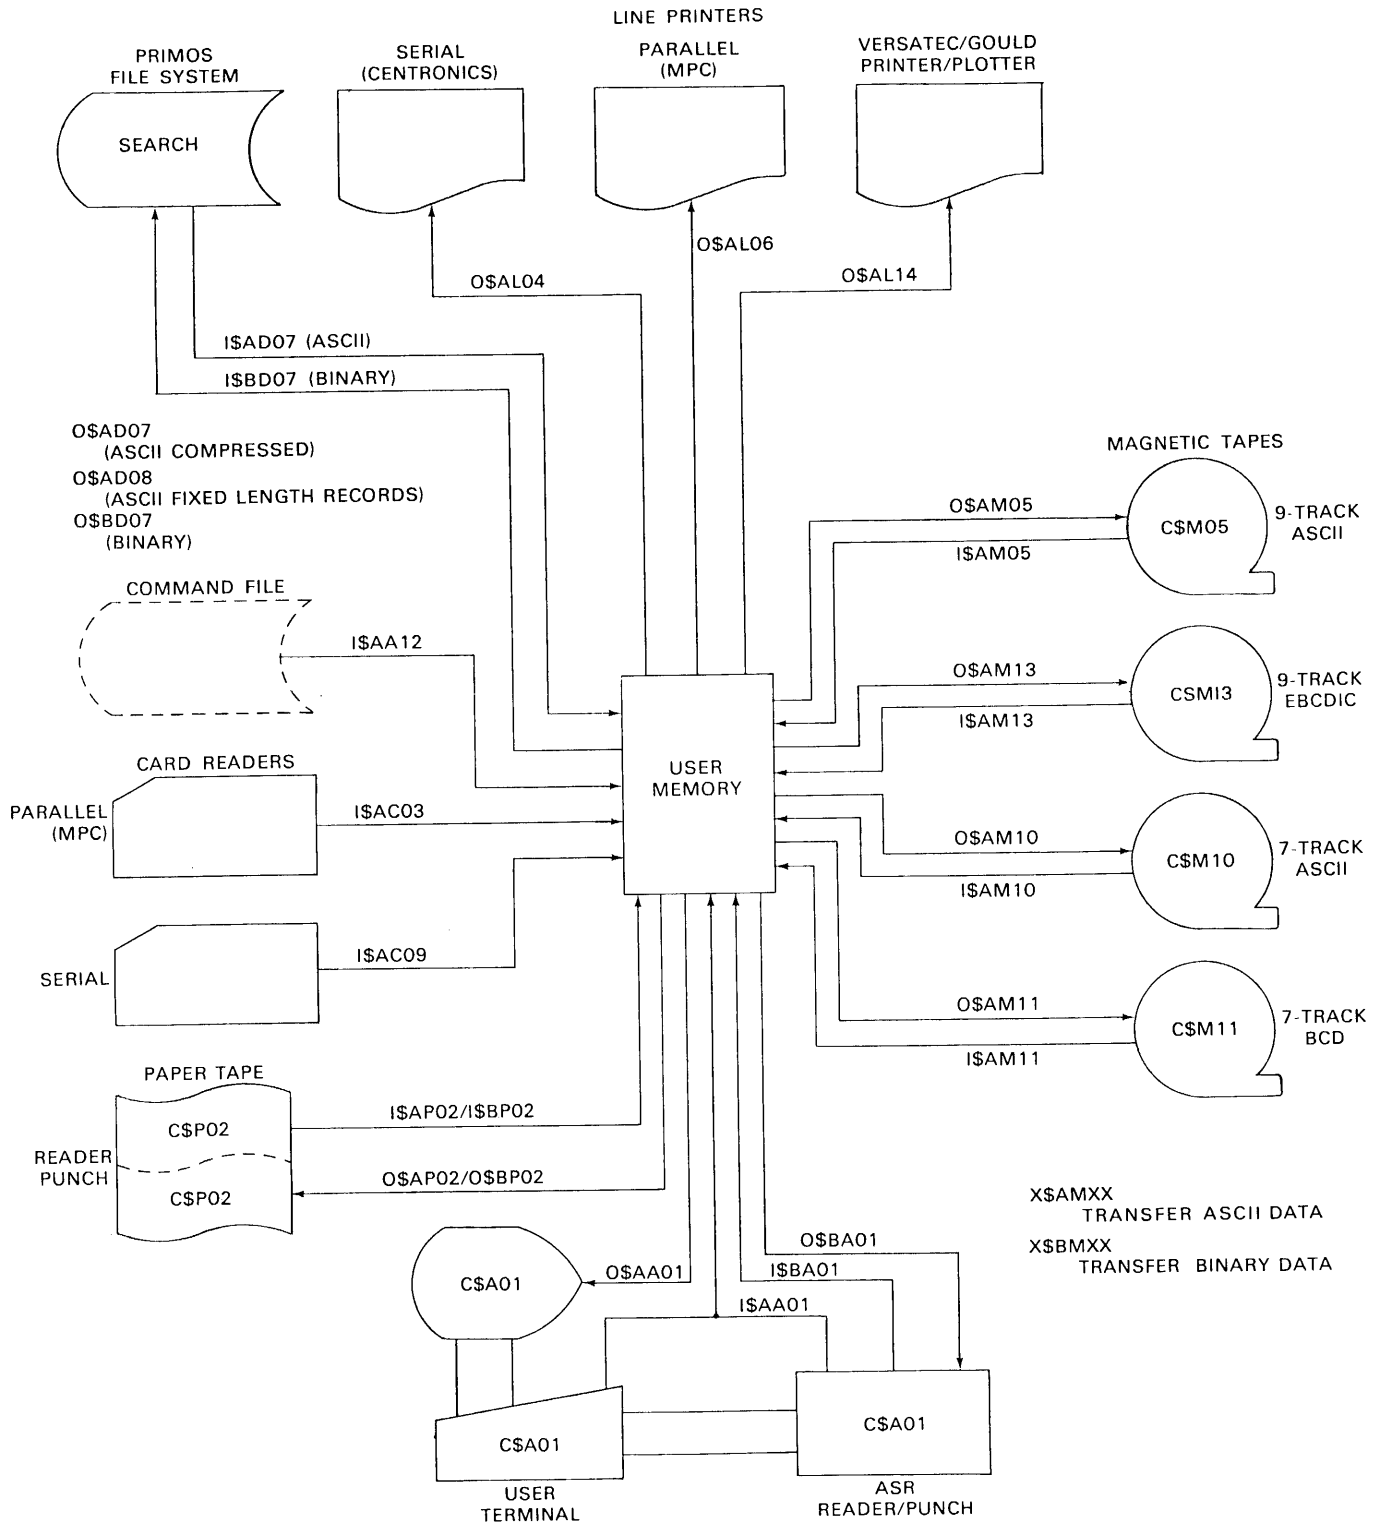 LINE PRINTERS
PRIMOS
FILE SYSTEM
SERIAL
(CENTRONICS)
PARALLEL
(MPC)
VERSATEC/GOULD
PRINTER/PLOTTER
SEARCH
O$AL04
O$AL06
O$AL14
I$AD07 (ASCII)
I$BD07 (BINARY)
O$AD07
(ASCII COMPRESSED)
O$AD08
(ASCII FIXED LENGTH RECORDS)
O$BD07
(BINARY)
MAGNETIC TAPES
O$AM05
I$AM05
C$M05
9-TRACK
ASCII
COMMAND FILE
I$AA12
O$AM13
I$AM13
CSMI3
9-TRACK
EBCDIC
USER
MEMORY
CARD READERS
PARALLEL
(MPC)
I$AC03
O$AM10
I$AM10
C$M10
7-TRACK
ASCII
SERIAL
I$AC09
O$AM11
I$AM11
C$M11
7-TRACK
BCD
PAPER TAPE
READER
PUNCH
C$P02
C$P02
I$AP02/I$BP02
O$AP02/O$BP02
X$AMXX
TRANSFER ASCII DATA
X$BMXX
TRANSFER BINARY DATA
O$BA01
I$BA01
I$AA01
O$AA01
C$A01
C$A01
C$A01
USER
TERMINAL
ASR
READER/PUNCH